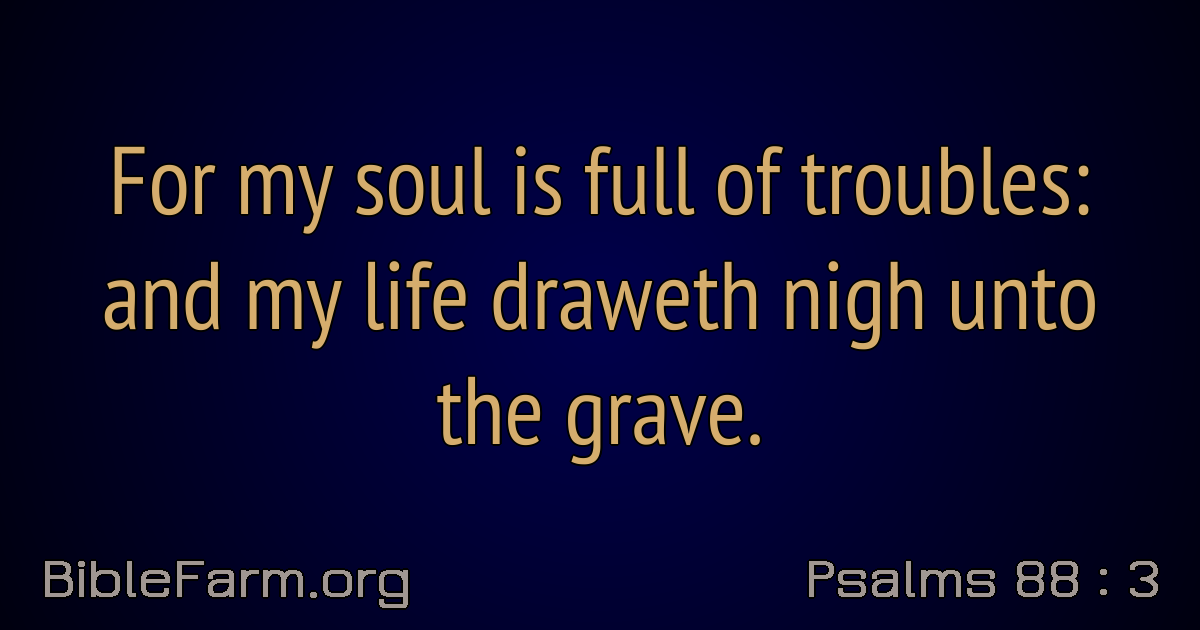 For my soul is full of troubles:
and my life draweth nigh unto
the grave.
BibleFarm.org
Psalms 88 : 3